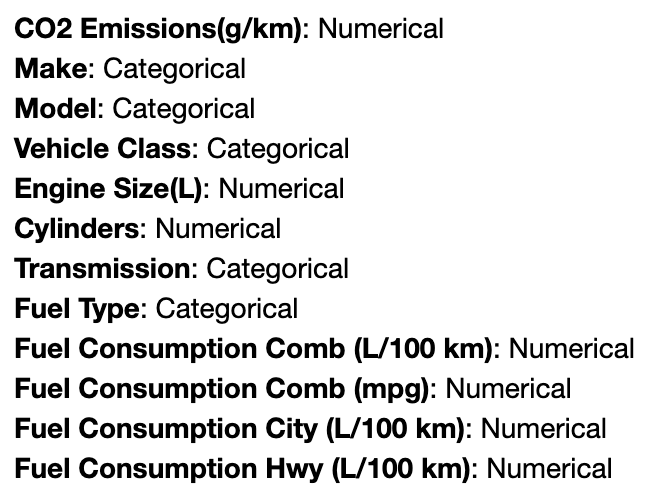 CO2 Emissions(g/km): Numerical
Make: Categorical
Model: Categorical
Vehicle Class: Categorical
Engine Size(L): Numerical
Cylinders: Numerical
Transmission: Categorical
Fuel Type: Categorical
Fuel Consumption Comb (L/100 km): Numerical
Fuel Consumption Comb (mpg): Numerical
Fuel Consumption City (L/100 km): Numerical
Fuel Consumption Hwy (L/100 km): Numerical